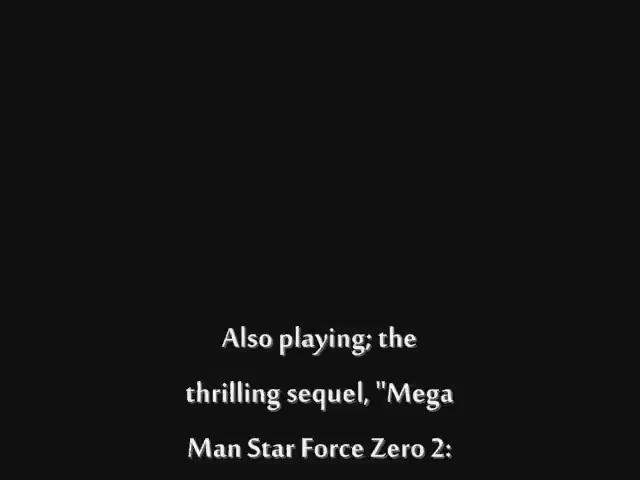 Also playing; the
thrilling sequel, "Mega
Man Star Force Zero 2: